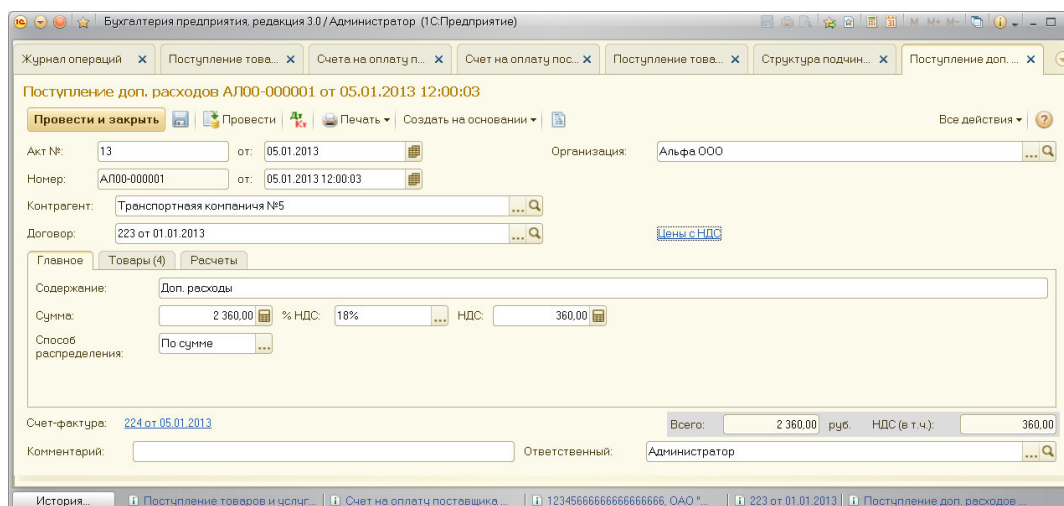 Бухгалтерия предприятия, редакция 3.0 / Администратор (1С:Предприятие) M M+ M-
Журнал операций Поступление това... Счета на оплату п... Счет на оплату пос... Поступление това... Структура подчин... Поступление доп. ...
Поступление доп. расходов АЛ00-000001 от 05.01.2013 12:00:03
Провести и закрыть Провести Дт Кт Печать Создать на основании Все действия
Акт №: 13 от: 05.01.2013 Организация: Альфа ООО
Номер: АЛ00-000001 от: 05.01.2013 12:00:03
Контрагент: Транспортнаяя компаничя №5
Договор: 223 от 01.01.2013 Цены с НДС
Главное Товары (4) Расчеты
Содержание: Доп. расходы
Сумма: 2 360,00 % НДС: 18% ... НДС: 360,00
Способ распределения: По сумме ...
Счет-фактура: 224 от 05.01.2013 Всего: 2 360,00 руб. НДС (в т.ч.): 360,00
Комментарий: Ответственный: Администратор
История... Поступление товаров и услуг... Счет на оплату поставщика ... 12345666666666666666, ОАО "... 223 от 01.01.2013 Поступление доп. расходов ...